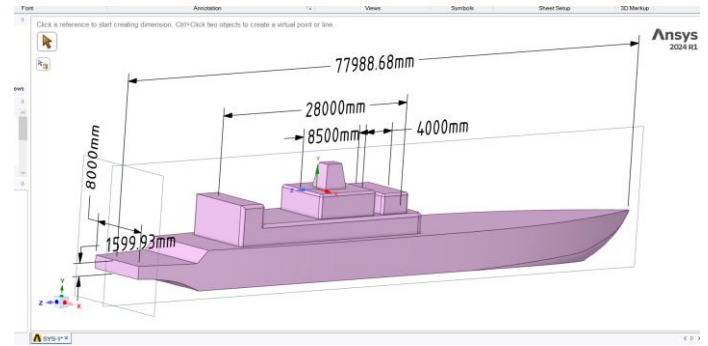 Font Annotation Views Symbols Sheet Setup 3D Markup
Click a reference to start creating dimension. Ctrl+Click two objects to create a virtual point or line.
Ansys
2024 R1
77988.68mm
28000mm
8500mm
4000mm
8000mm
1599.93mm
Y
Z
X
Y
Z
X
SYS-1*